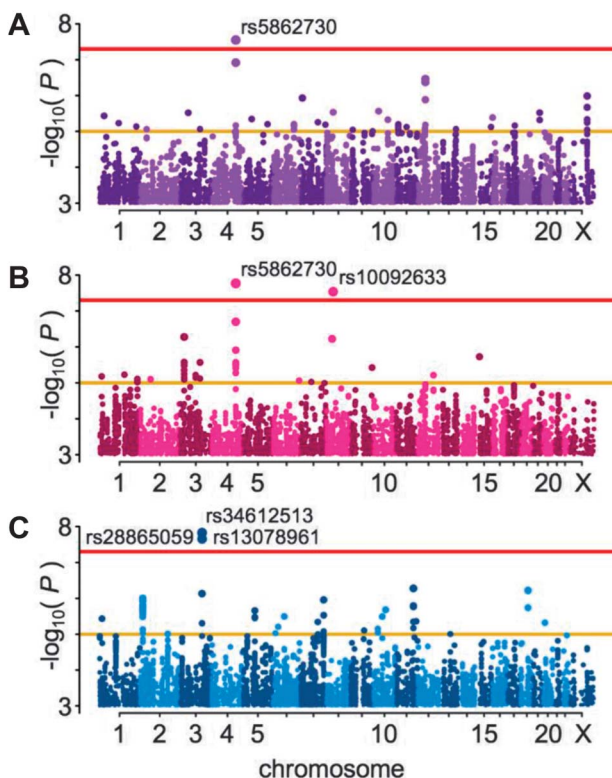 A
8
rs5862730
-log10(P)
3
1 2 3 4 5 10 15 20 X
B
8
rs5862730
rs10092633
-log10(P)
3
1 2 3 4 5 10 15 20 X
C
8
rs34612513
rs28865059 rs13078961
-log10(P)
3
1 2 3 4 5 10 15 20 X
chromosome